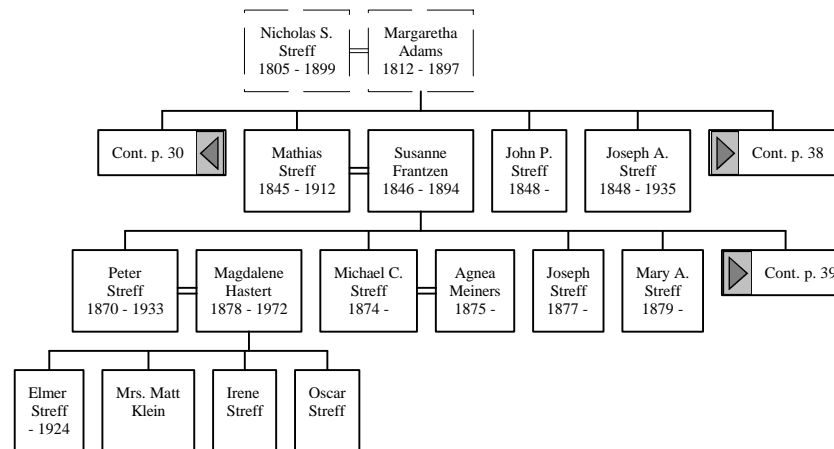 Nicholas S.
Streff
1805 - 1899
Margaretha
Adams
1812 - 1897
Cont. p. 30
Mathias
Streff
1845 - 1912
Susanne
Frantzen
1846 - 1894
John P.
Streff
1848 -
Joseph A.
Streff
1848 - 1935
Cont. p. 38
Peter
Streff
1870 - 1933
Magdalene
Hastert
1878 - 1972
Michael C.
Streff
1874 -
Agnea
Meiners
1875 -
Joseph
Streff
1877 -
Mary A.
Streff
1879 -
Cont. p. 39
Elmer
Streff
- 1924
Mrs. Matt
Klein
Irene
Streff
Oscar
Streff